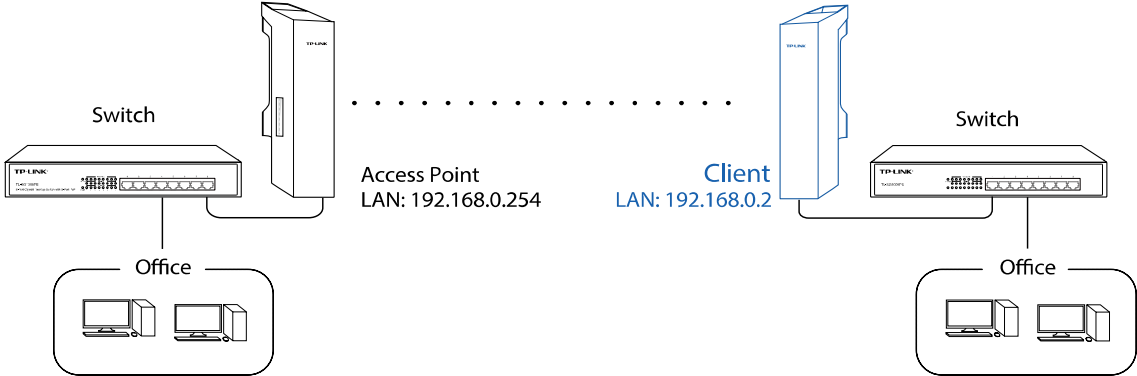 TP-LINK
TP-LINK
Switch
Switch
Access Point
LAN: 192.168.0.254
Client
LAN: 192.168.0.2
TP-LINK
TP-LINK
Office
Office